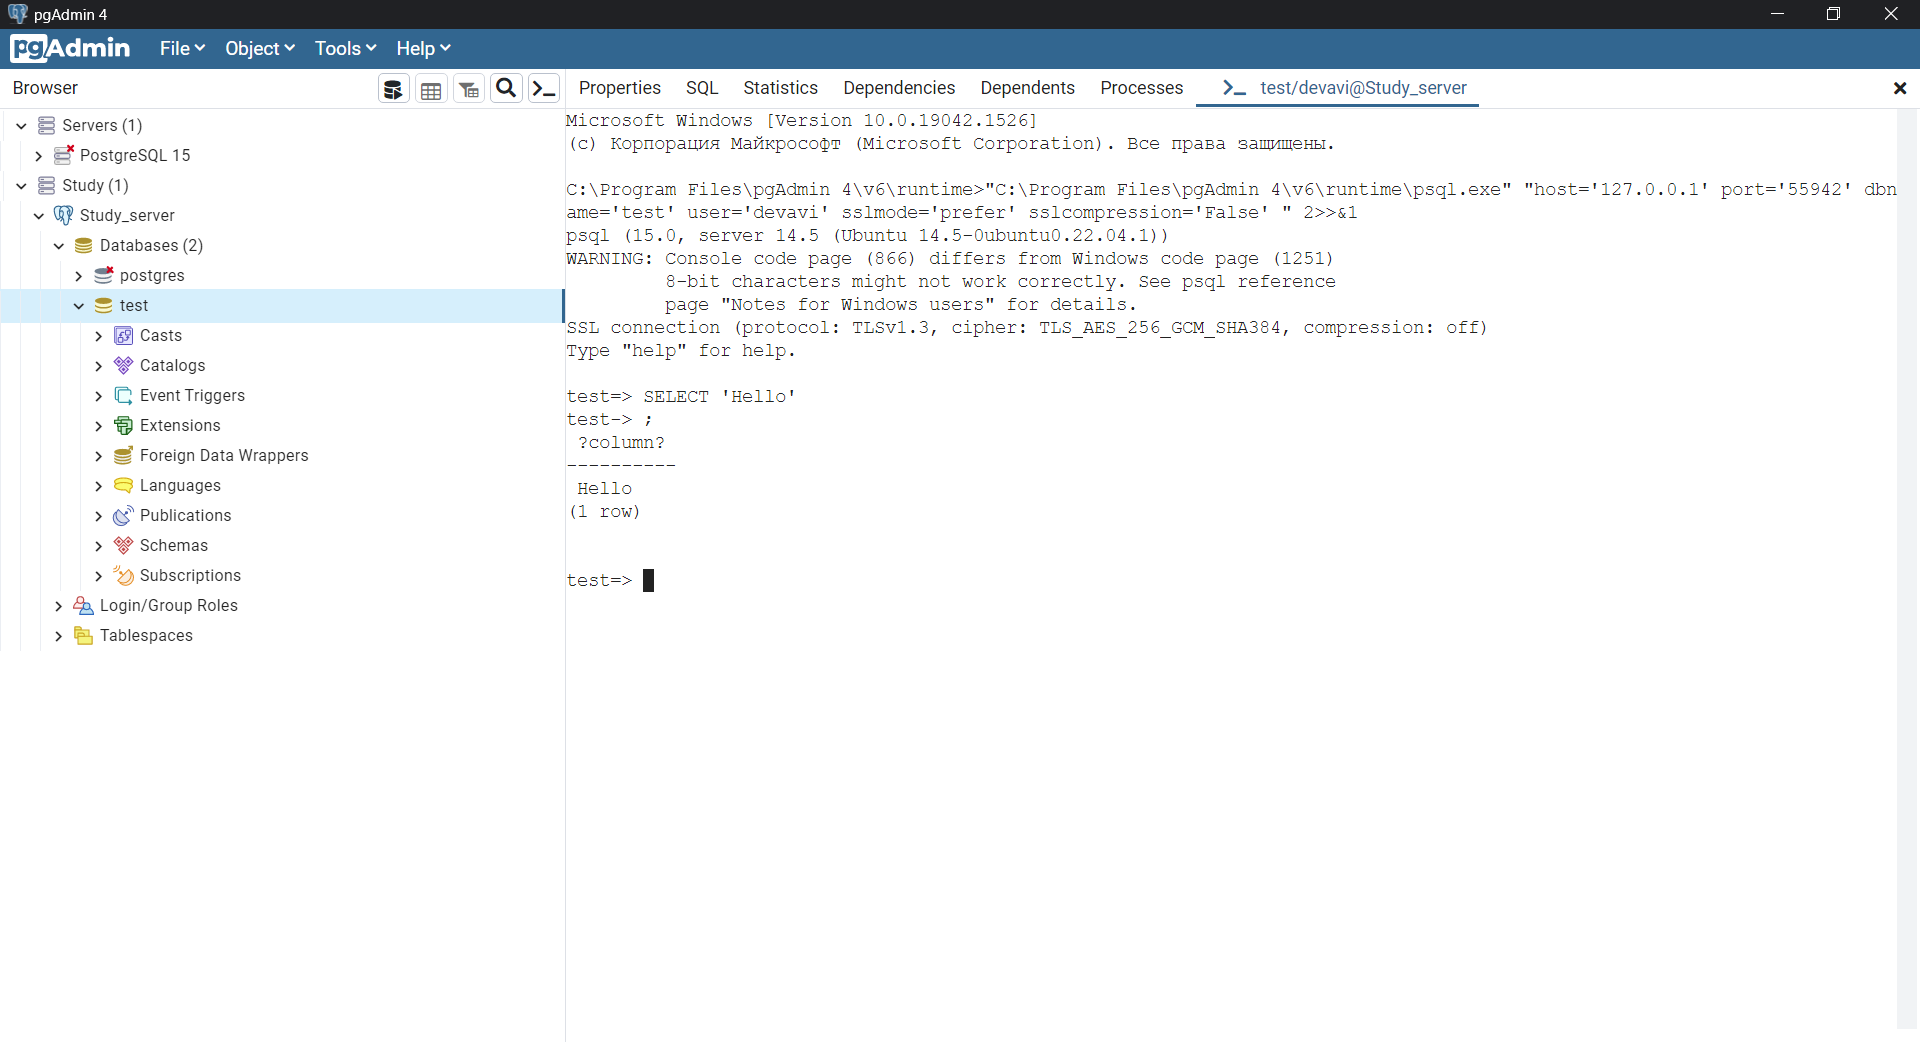 pgAdmin 4
pgAdmin File Object Tools Help
Browser
Properties SQL Statistics Dependencies Dependents Processes test/devavi@Study_server
Servers (1)
PostgreSQL 15
Study (1)
Study_server
Databases (2)
postgres
test
Casts
Catalogs
Event Triggers
Extensions
Foreign Data Wrappers
Languages
Publications
Schemas
Subscriptions
Login/Group Roles
Tablespaces
Microsoft Windows [Version 10.0.19042.1526]
(c) Корпорация Майкрософт (Microsoft Corporation). Все права защищены.
C:\Program Files\pgAdmin 4\v6\runtime>"C:\Program Files\pgAdmin 4\v6\runtime\psql.exe" "host='127.0.0.1' port='55942' dbn
ame='test' user='devavi' sslmode='prefer' sslcompression='False' " 2>>&1
psql (15.0, server 14.5 (Ubuntu 14.5-0ubuntu0.22.04.1))
WARNING: Console code page (866) differs from Windows code page (1251)
8-bit characters might not work correctly. See psql reference
page "Notes for Windows users" for details.
SSL connection (protocol: TLSv1.3, cipher: TLS_AES_256_GCM_SHA384, compression: off)
Type "help" for help.
test=> SELECT 'Hello'
test-> ;
?column?
----------
Hello
(1 row)
test=>